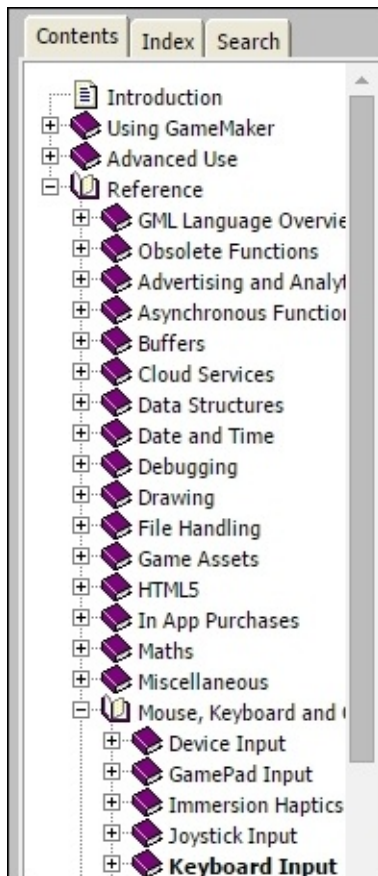 Contents Index Search
Introduction
Using GameMaker
Advanced Use
Reference
GML Language Overvie
Obsolete Functions
Advertising and Analyt
Asynchronous Function
Buffers
Cloud Services
Data Structures
Date and Time
Debugging
Drawing
File Handling
Game Assets
HTML5
In App Purchases
Maths
Miscellaneous
Mouse, Keyboard and
Device Input
GamePad Input
Immersion Haptics
Joystick Input
Keyboard Input